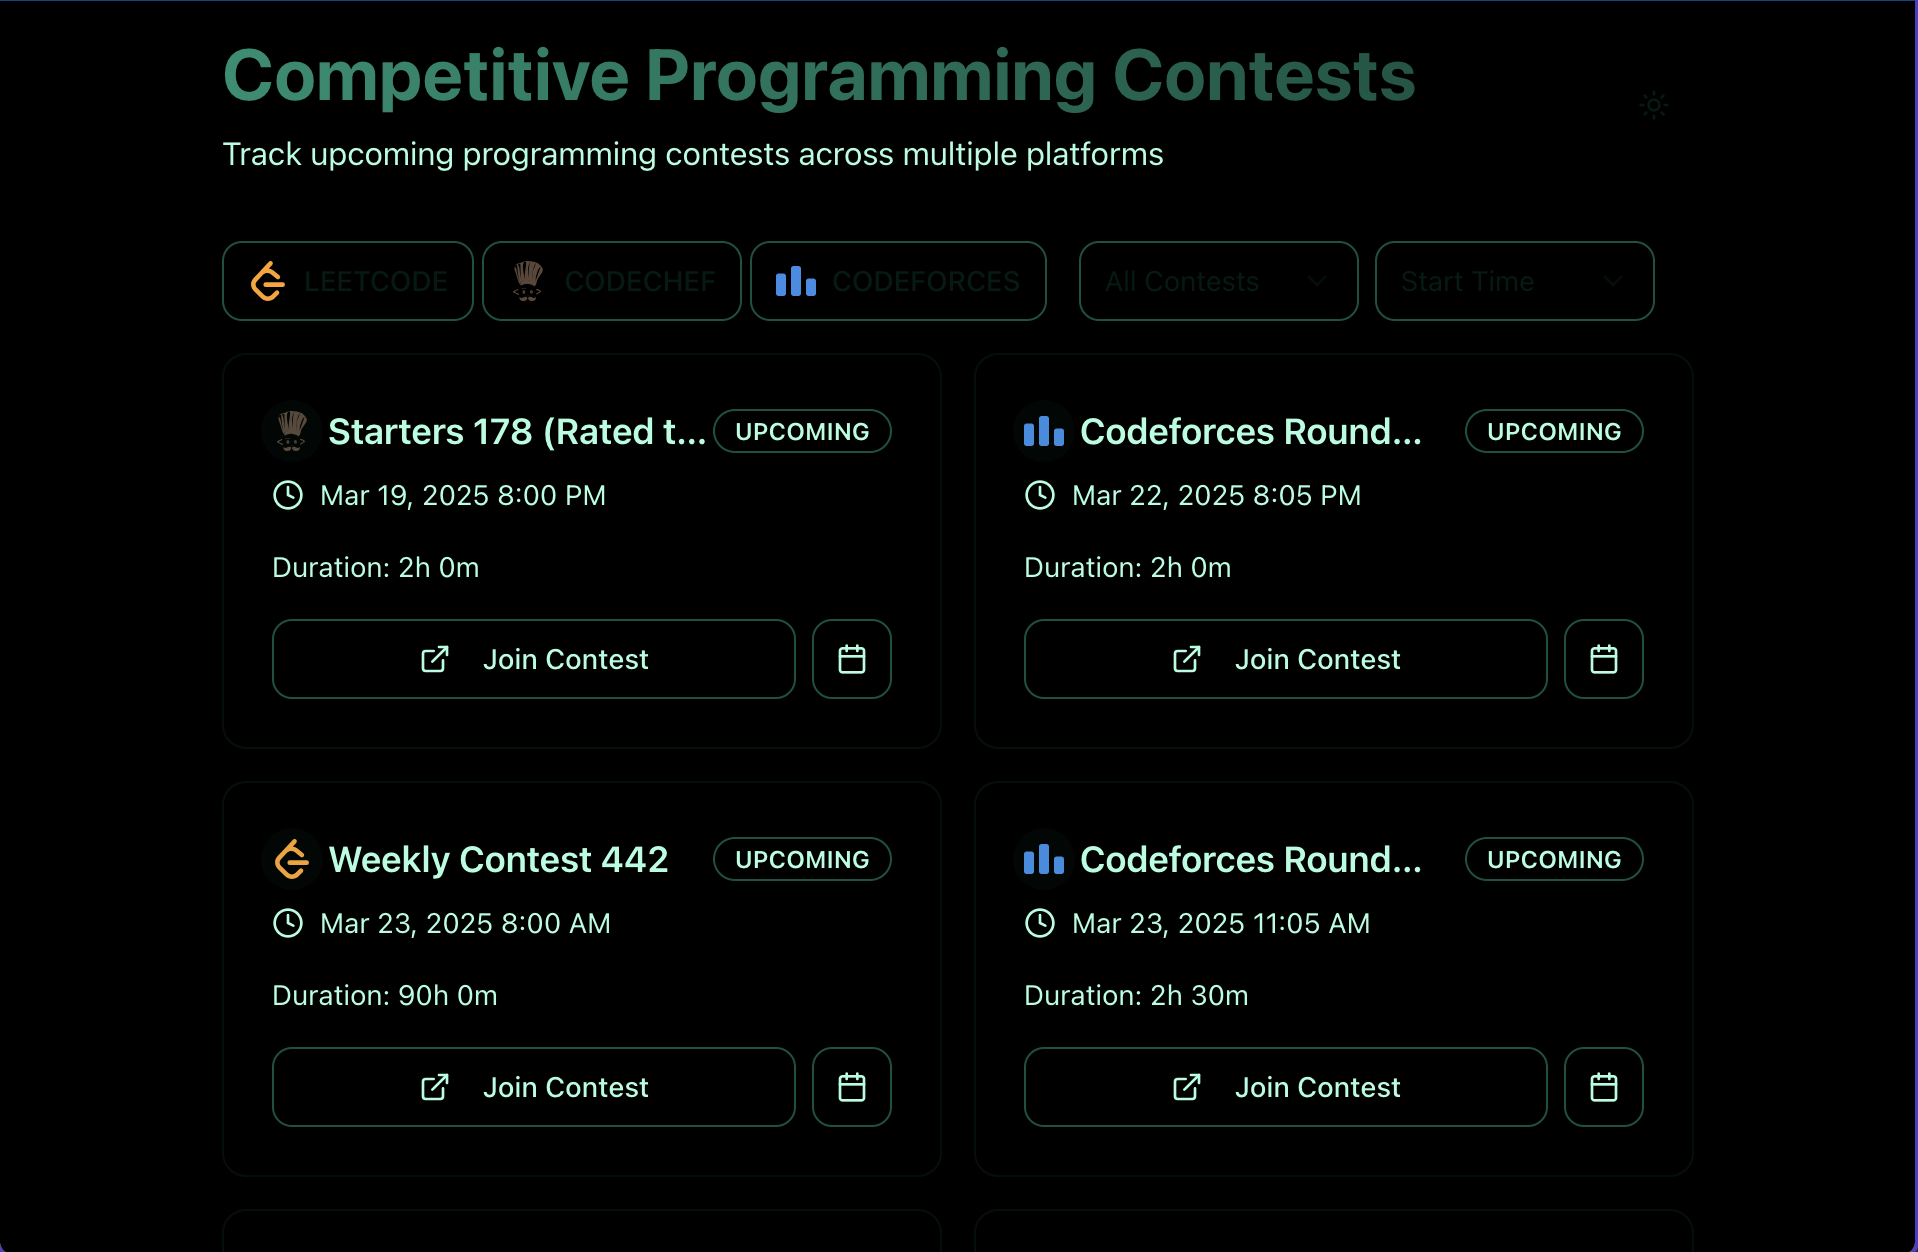 Competitive Programming Contests
Track upcoming programming contests across multiple platforms
LEETCODE CODECHEF CODEFORCES All Contests Start Time
Starters 178 (Rated t... UPCOMING
Mar 19, 2025 8:00 PM
Duration: 2h 0m
Join Contest
Codeforces Round... UPCOMING
Mar 22, 2025 8:05 PM
Duration: 2h 0m
Join Contest
Weekly Contest 442 UPCOMING
Mar 23, 2025 8:00 AM
Duration: 90h 0m
Join Contest
Codeforces Round... UPCOMING
Mar 23, 2025 11:05 AM
Duration: 2h 30m
Join Contest